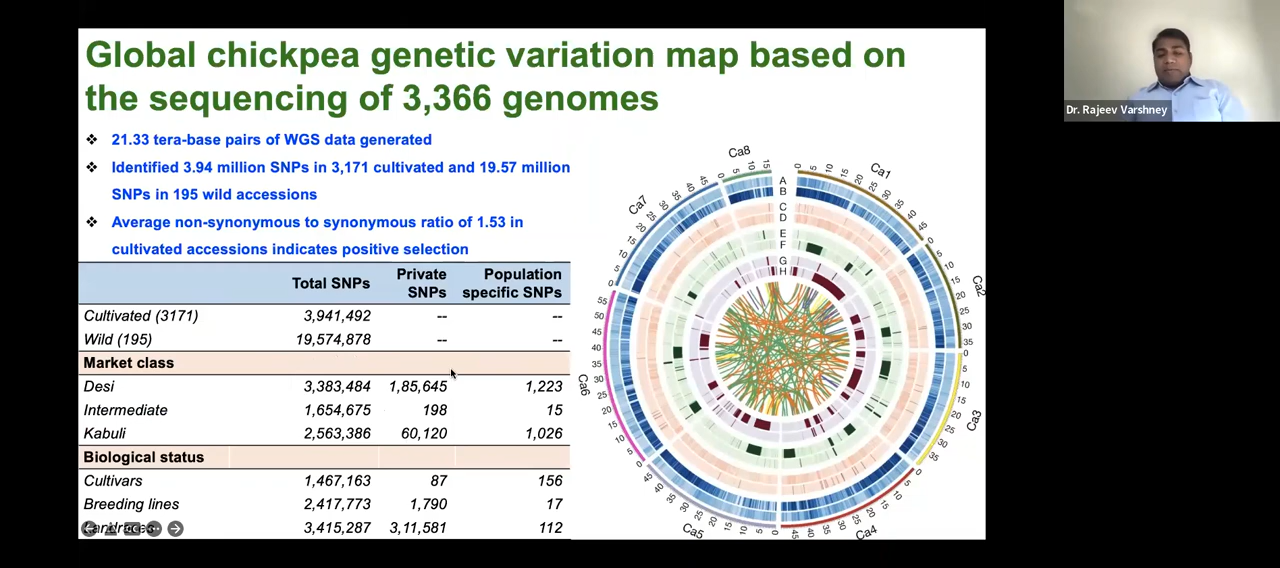 Global chickpea genetic variation map based on
the sequencing of 3,366 genomes
❖ 21.33 tera-base pairs of WGS data generated
❖ Identified 3.94 million SNPs in 3,171 cultivated and 19.57 million
SNPs in 195 wild accessions
❖ Average non-synonymous to synonymous ratio of 1.53 in
cultivated accessions indicates positive selection
Total SNPs Private SNPs Population specific SNPs
Cultivated (3171) 3,941,492 -- --
Wild (195) 19,574,878 -- --
Market class
Desi 3,383,484 1,85,645 1,223
Intermediate 1,654,675 198 15
Kabuli 2,563,386 60,120 1,026
Biological status
Cultivars 1,467,163 87 156
Breeding lines 2,417,773 1,790 17
3,415,287 3,11,581 112
Ca8
Ca1
Ca7
Ca2
Ca6
Ca3
Ca5
Ca4
A
B
C
D
E
F
G
H
Dr. Rajeev Varshney